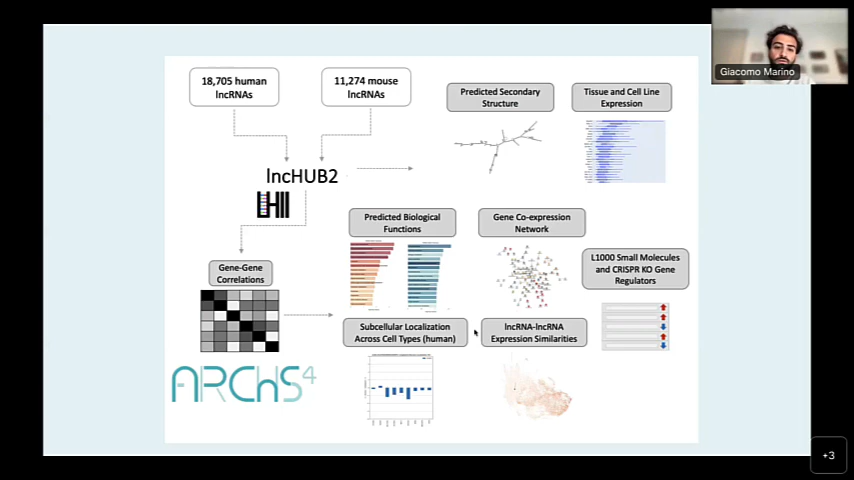 Giacomo Marino
18,705 human
lncRNAs
11,274 mouse
lncRNAs
Predicted Secondary
Structure
Tissue and Cell Line
Expression
lncHUB2
Predicted Biological
Functions
Gene Co-expression
Network
L1000 Small Molecules
and CRISPR KO Gene
Regulators
Gene-Gene
Correlations
Subcellular Localization
Across Cell Types (human)
lncRNA-lncRNA
Expression Similarities
ARCHS4
+3